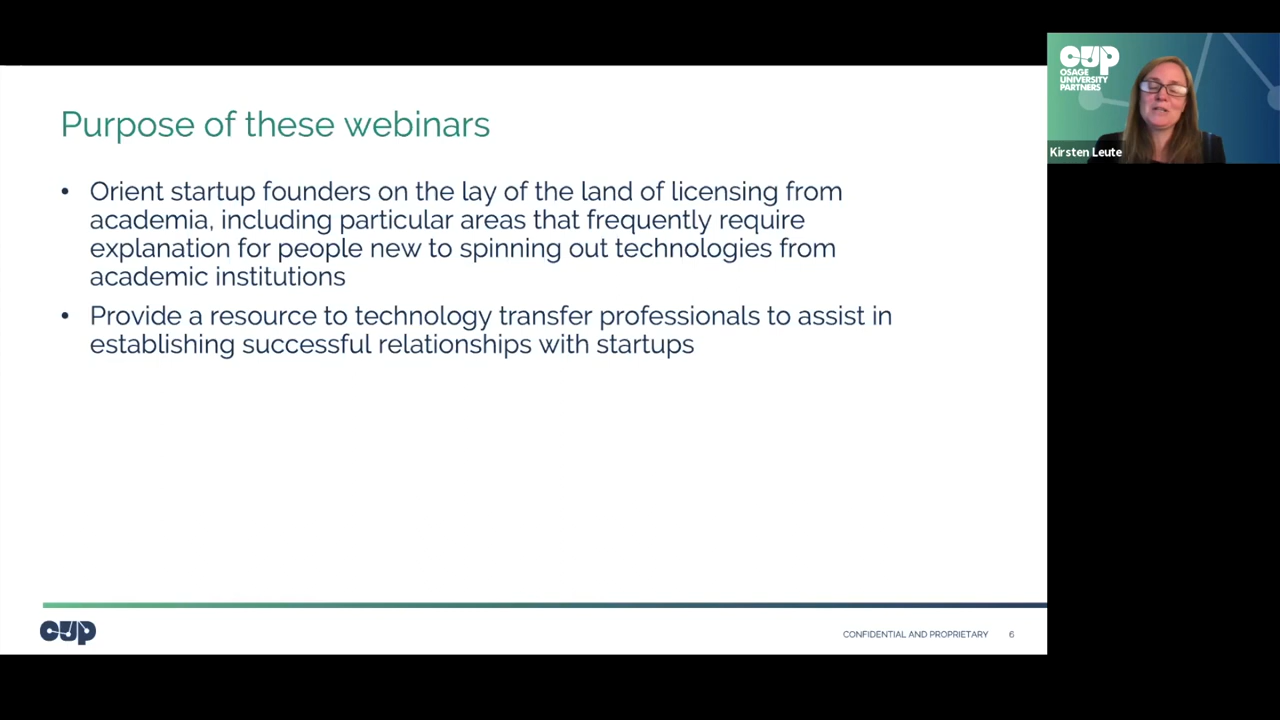 Purpose of these webinars
• Orient startup founders on the lay of the land of licensing from
academia, including particular areas that frequently require
explanation for people new to spinning out technologies from
academic institutions
• Provide a resource to technology transfer professionals to assist in
establishing successful relationships with startups
OUP
CONFIDENTIAL AND PROPRIETARY 6
OUP
OSAGE
UNIVERSITY
PARTNERS
Kirsten Leute